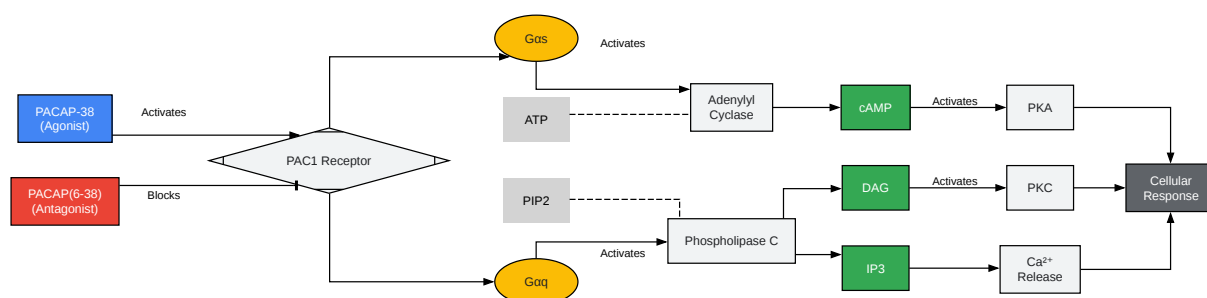 Gαs
Activates
PACAP-38
(Agonist)
Activates
ATP
Adenylyl
Cyclase
cAMP
Activates
PKA
PAC1 Receptor
PACAP(6-38)
(Antagonist)
Blocks
PIP2
DAG
Activates
PKC
Cellular
Response
Phospholipase C
Gαq
Activates
IP3
Ca²⁺
Release